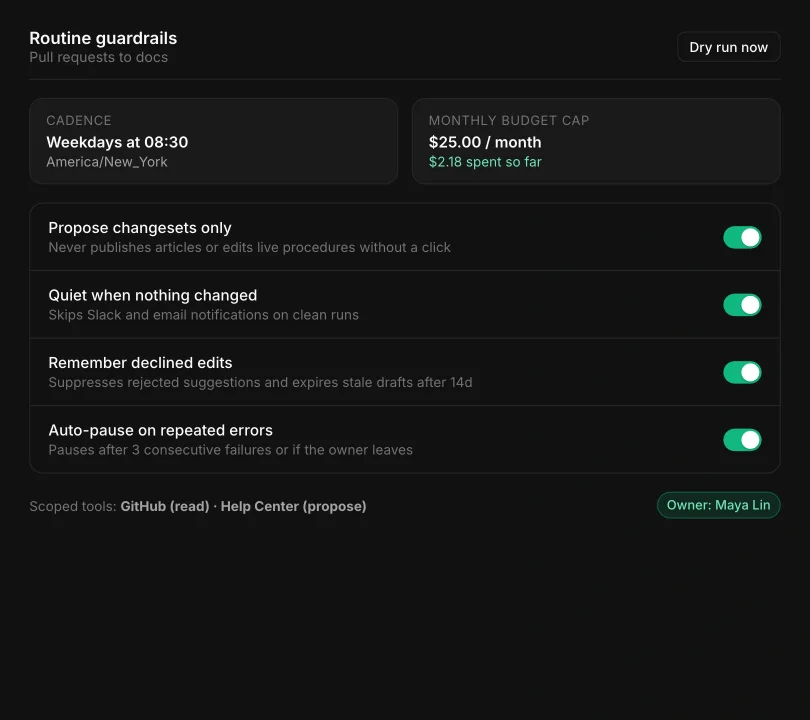 Routine guardrails
Pull requests to docs
Dry run now
CADENCE
Weekdays at 08:30
America/New_York
MONTHLY BUDGET CAP
$25.00 / month
$2.18 spent so far
Propose changesets only
Never publishes articles or edits live procedures without a click
Quiet when nothing changed
Skips Slack and email notifications on clean runs
Remember declined edits
Suppresses rejected suggestions and expires stale drafts after 14d
Auto-pause on repeated errors
Pauses after 3 consecutive failures or if the owner leaves
Scoped tools: GitHub (read) · Help Center (propose)
Owner: Maya Lin